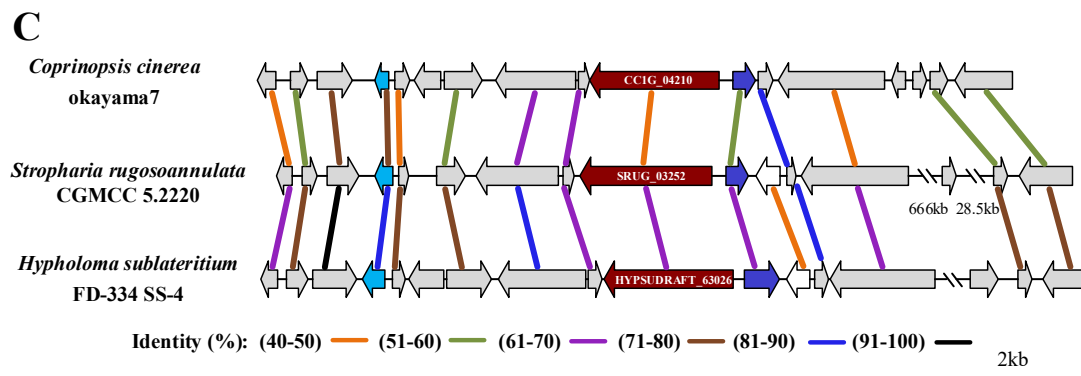 C
Coprinopsis cinerea
okayama7
CC1G_04210
Stropharia rugosoannulata
CGMCC 5.2220
SRUG_03252
666kb 28.5kb
Hypholoma sublateritium
FD-334 SS-4
HYPSUDRAFT_63026
Identity (%): (40-50) (51-60) (61-70) (71-80) (81-90) (91-100)
2kb